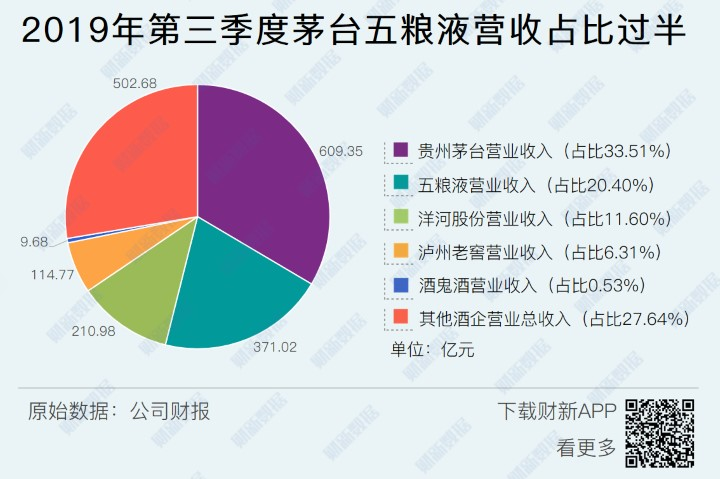 2019年第三季度茅台五粮液营收占比过半
502.68
609.35
贵州茅台营业收入（占比33.51%）
五粮液营业收入（占比20.40%）
洋河股份营业收入（占比11.60%）
9.68
泸州老窖营业收入（占比6.31%）
114.77
酒鬼酒营业收入（占比0.53%）
210.98
其他酒企营业总收入（占比27.64%）
371.02
单位：亿元
原始数据：公司财报
下载财新APP
看更多